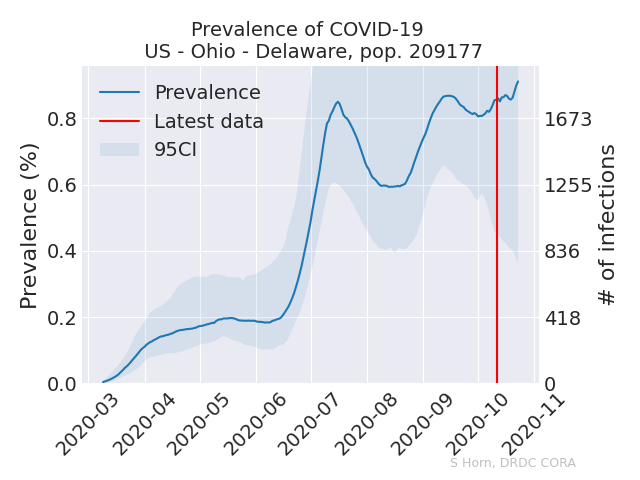 Prevalence of COVID-19
US - Ohio - Delaware, pop. 209177
Prevalence
Latest data
95CI
Prevalence (%)
0.8
0.6
0.4
0.2
0.0
1673
1255
836
418
0
# of infections
2020-03
2020-04
2020-05
2020-06
2020-07
2020-08
2020-09
2020-10
2020-11
S Horn, DRDC CORA